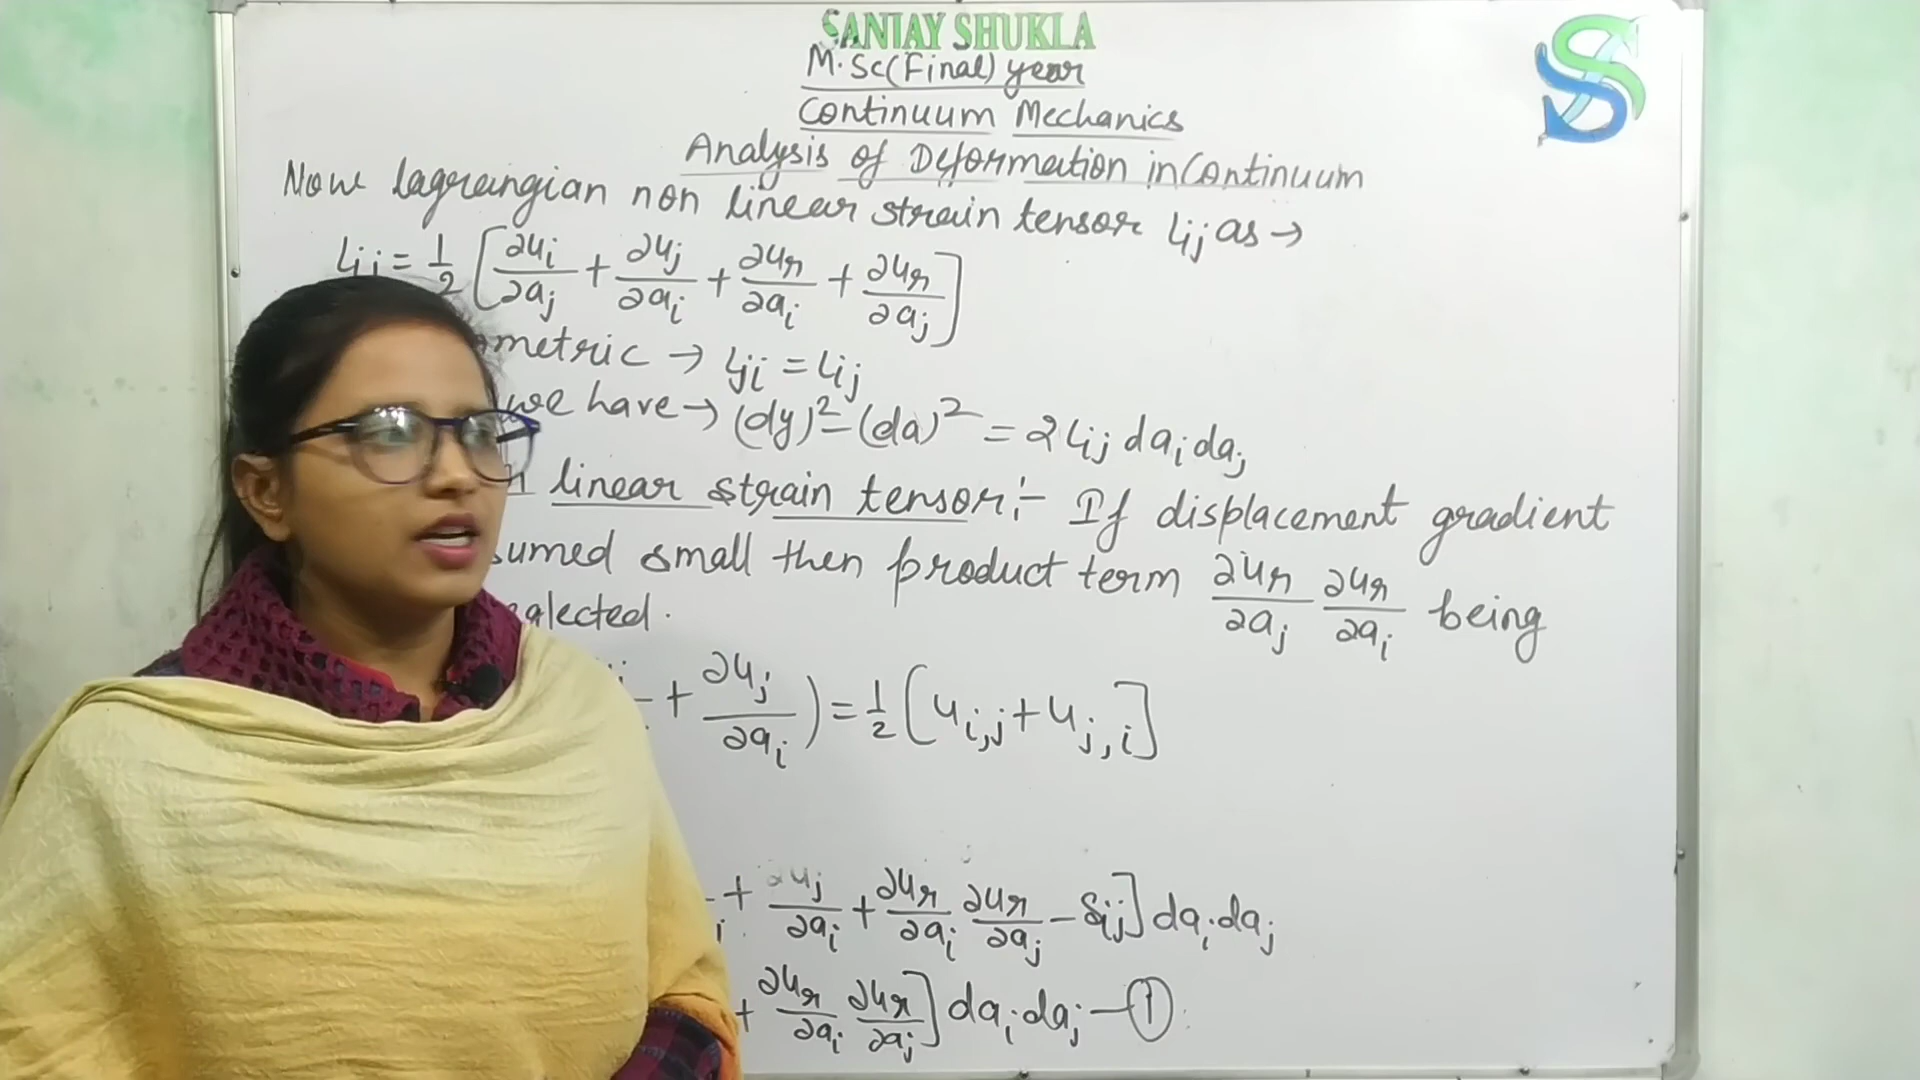 SANJAY SHUKLA
M.Sc(Final) year
Continuum Mechanics
Analysis of Deformation in Continuum
Now lagrangian non linear strain tensor Lij as →
Lij = 1/2 [∂ui/∂aj + ∂uj/∂ai + ∂ur/∂ai + ∂ur/∂aj]
metric → Lji = Lij
we have → (dy)² - (da)² = 2 Lij dai daj
linear strain tensor :- If displacement gradient
sumed small then product term ∂ur/∂aj ∂ur/∂ai being
glected.
+ ∂uj/∂ai) = 1/2 [ui,j + uj,i]
+ ∂uj/∂ai + ∂ur/∂ai ∂ur/∂aj - δij] dai daj
+ ∂ur/∂ai ∂ur/∂aj] dai daj — ①